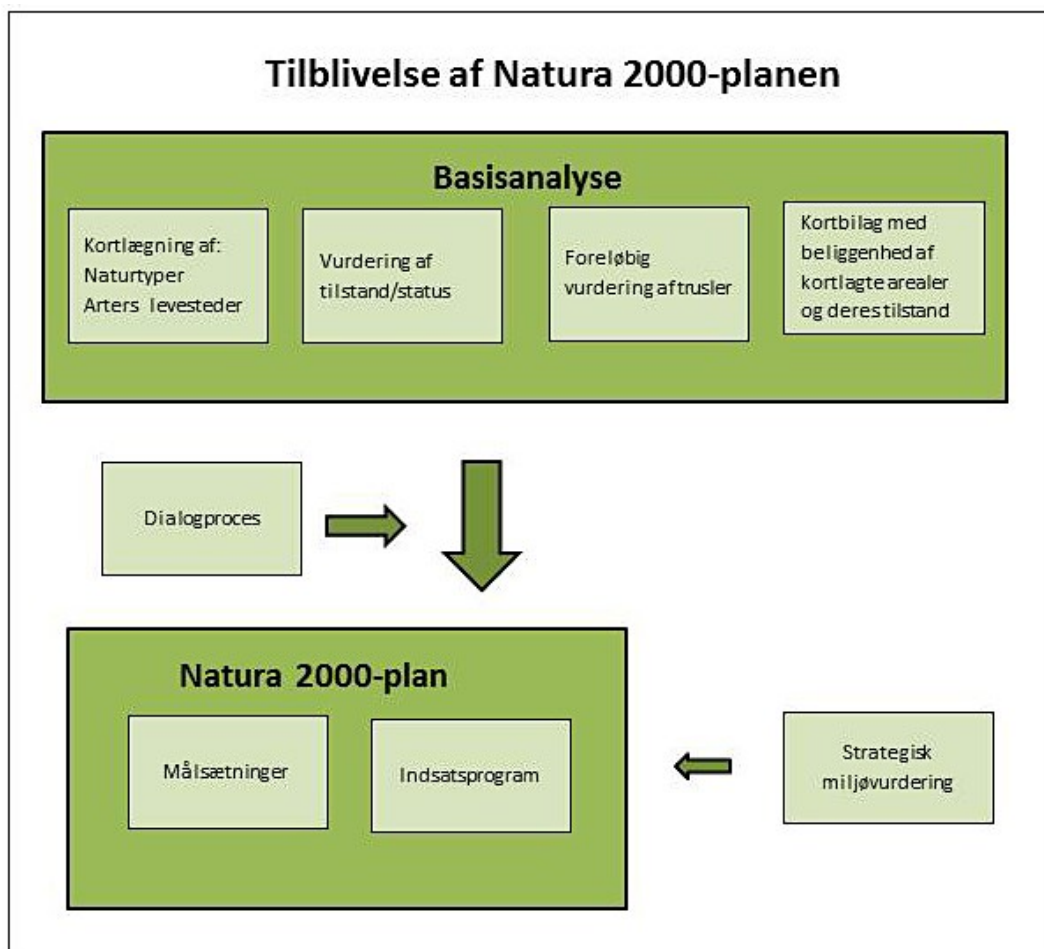 Tilblivelse af Natura 2000-planen
Basisanalyse
Kortlægning af:
Naturtyper
Arters levesteder
Vurdering af
tilstand/status
Foreløbig
vurdering af trusler
Kortbilag med
beliggenhed af
kortlagte arealer
og deres tilstand
Dialogproces
Natura 2000-plan
Målsætninger
Indsatsprogram
Strategisk
miljøvurdering